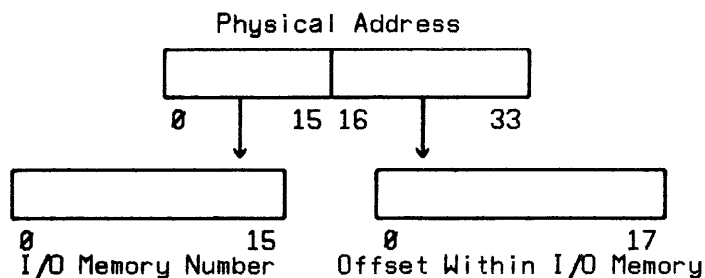 Physical Address
0 15 16 33
0 15 0 17
I/O Memory Number Offset Within I/O Memory